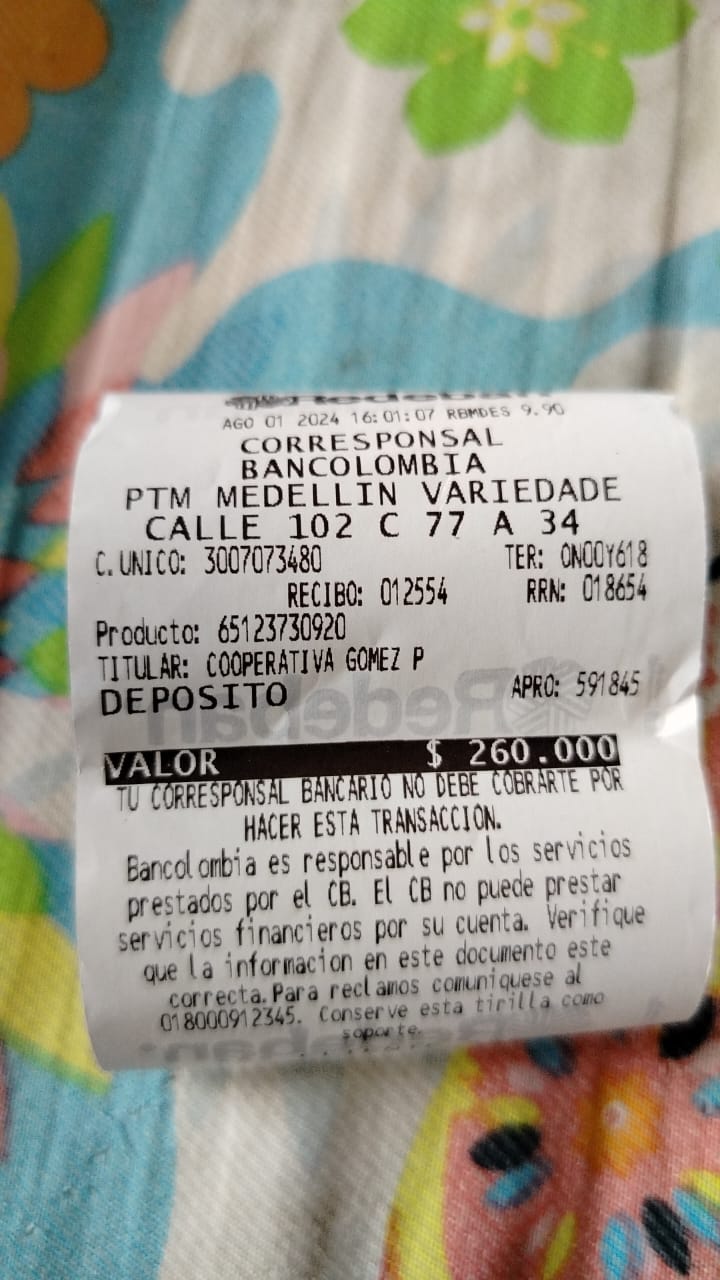 Redeban
AGO 01 2024 16:01:07 RBMDES 9.90
CORRESPONSAL
BANCOLOMBIA
PTM MEDELLIN VARIEDADE
CALLE 102 C 77 A 34
C.UNICO: 3007073480 TER: ONOOY618
RECIBO: 012554 RRN: 018654
Producto: 65123730920
TITULAR: COOPERATIVA GOMEZ P
DEPOSITO APRO: 591845
VALOR $ 260.000
TU CORRESPONSAL BANCARIO NO DEBE COBRARTE POR
HACER ESTA TRANSACCION.
Bancolombia es responsable por los servicios
prestados por el CB. El CB no puede prestar
servicios financieros por su cuenta. Verifique
que la informacion en este documento este
correcta. Para reclamos comuniquese al
018000912345. Conserve esta tirilla como
soporte.